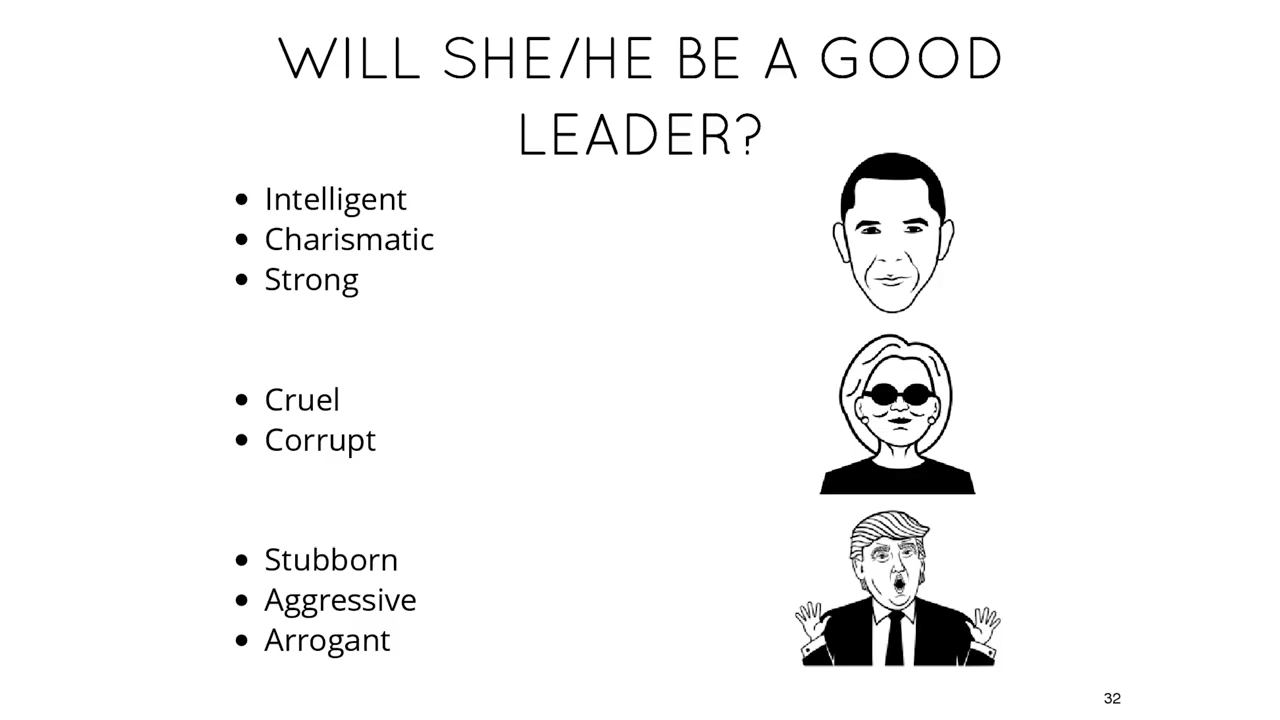 WILL SHE/HE BE A GOOD
LEADER?
• Intelligent
• Charismatic
• Strong
• Cruel
• Corrupt
• Stubborn
• Aggressive
• Arrogant
32